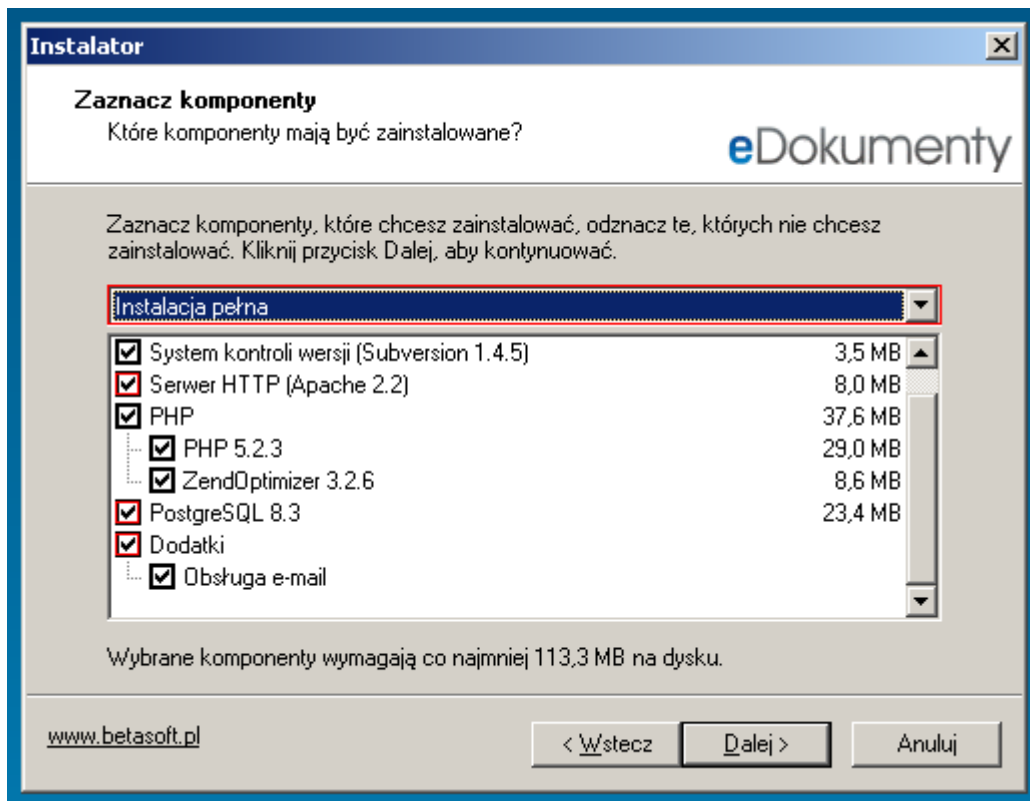 Instalator
Zaznacz komponenty
Które komponenty mają być zainstalowane?
eDokumenty
Zaznacz komponenty, które chcesz zainstalować, odznacz te, których nie chcesz
zainstalować. Kliknij przycisk Dalej, aby kontynuować.
Instalacja pełna
System kontroli wersji (Subversion 1.4.5) 3,5 MB
Serwer HTTP (Apache 2.2) 8,0 MB
PHP 37,6 MB
PHP 5.2.3 29,0 MB
ZendOptimizer 3.2.6 8,6 MB
PostgreSQL 8.3 23,4 MB
Dodatki
Obsługa e-mail
Wybrane komponenty wymagają co najmniej 113,3 MB na dysku.
www.betasoft.pl < Wstecz Dalej > Anuluj